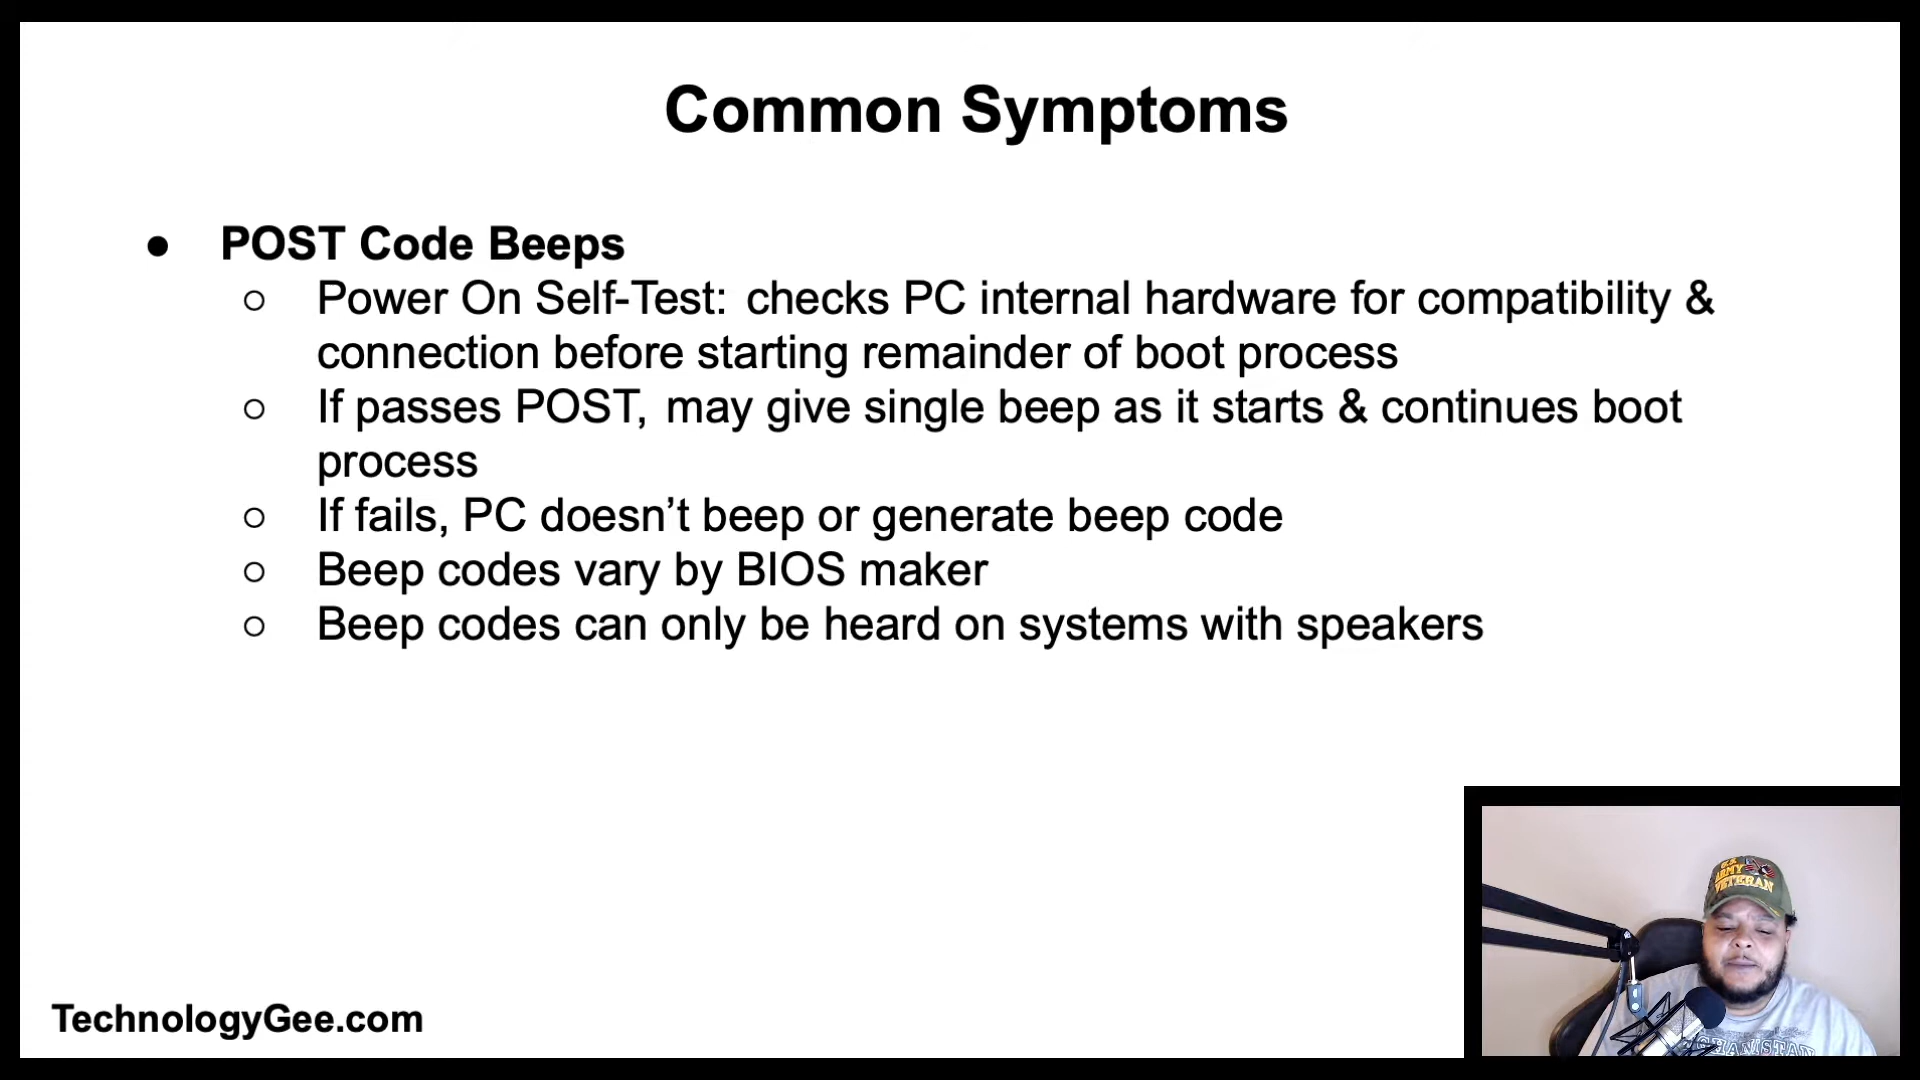 Common Symptoms
● POST Code Beeps
○ Power On Self-Test: checks PC internal hardware for compatibility &
connection before starting remainder of boot process
○ If passes POST, may give single beep as it starts & continues boot
process
○ If fails, PC doesn’t beep or generate beep code
○ Beep codes vary by BIOS maker
○ Beep codes can only be heard on systems with speakers
ARMY
VETERAN
TechnologyGee.com